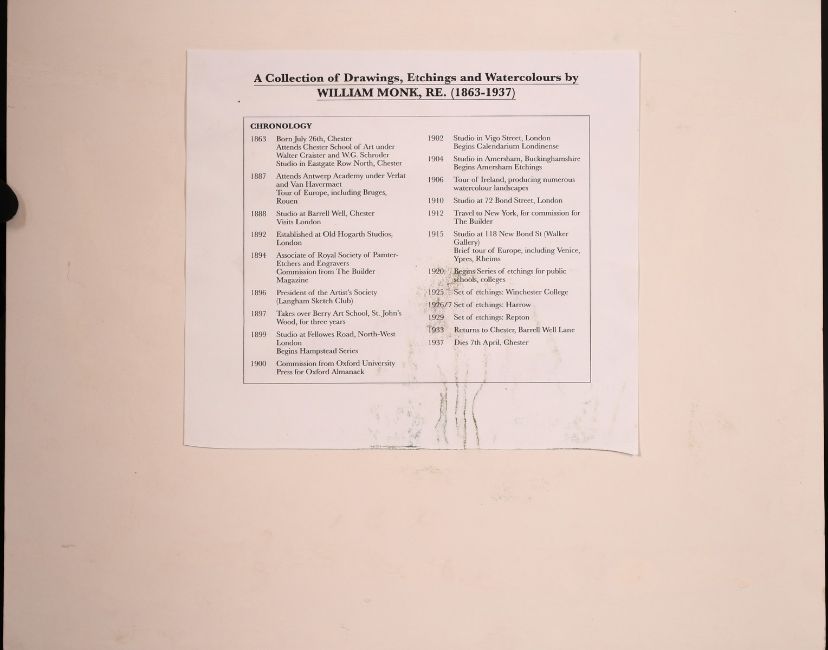 A Collection of Drawings, Etchings and Watercolours by
WILLIAM MONK, RE. (1863-1937)
CHRONOLOGY
1863 Born July 26th, Chester
Attends Chester School of Art under
Walter Craister and W.G. Schroder
Studio in Eastgate Row North, Chester
1887 Attends Antwerp Academy under Verlat
and Van Havermaet
Tour of Europe, including Bruges,
Rouen
1888 Studio at Barrell Well, Chester
Visits London
1892 Established at Old Hogarth Studios,
London
1894 Associate of Royal Society of Painter-
Etchers and Engravers
Commission from The Builder
Magazine
1896 President of the Artist's Society
(Langham Sketch Club)
1897 Takes over Berry Art School, St. John's
Wood, for three years
1899 Studio at Fellowes Road, North-West
London
Begins Hampstead Series
1900 Commission from Oxford University
Press for Oxford Almanack
1902 Studio in Vigo Street, London
Begins Calendarium Londinense
1904 Studio in Amersham, Buckinghamshire
Begins Amersham Etchings
1906 Tour of Ireland, producing numerous
watercolour landscapes
1910 Studio at 72 Bond Street, London
1912 Travel to New York, for commission for
The Builder
1915 Studio at 118 New Bond St (Walker
Gallery)
Brief tour of Europe, including Venice,
Ypres, Rheims
1920 Begins Series of etchings for public
schools, colleges
1925 Set of etchings: Winchester College
1926/7 Set of etchings: Harrow
1929 Set of etchings: Repton
1933 Returns to Chester, Barrell Well Lane
1937 Dies 7th April, Chester